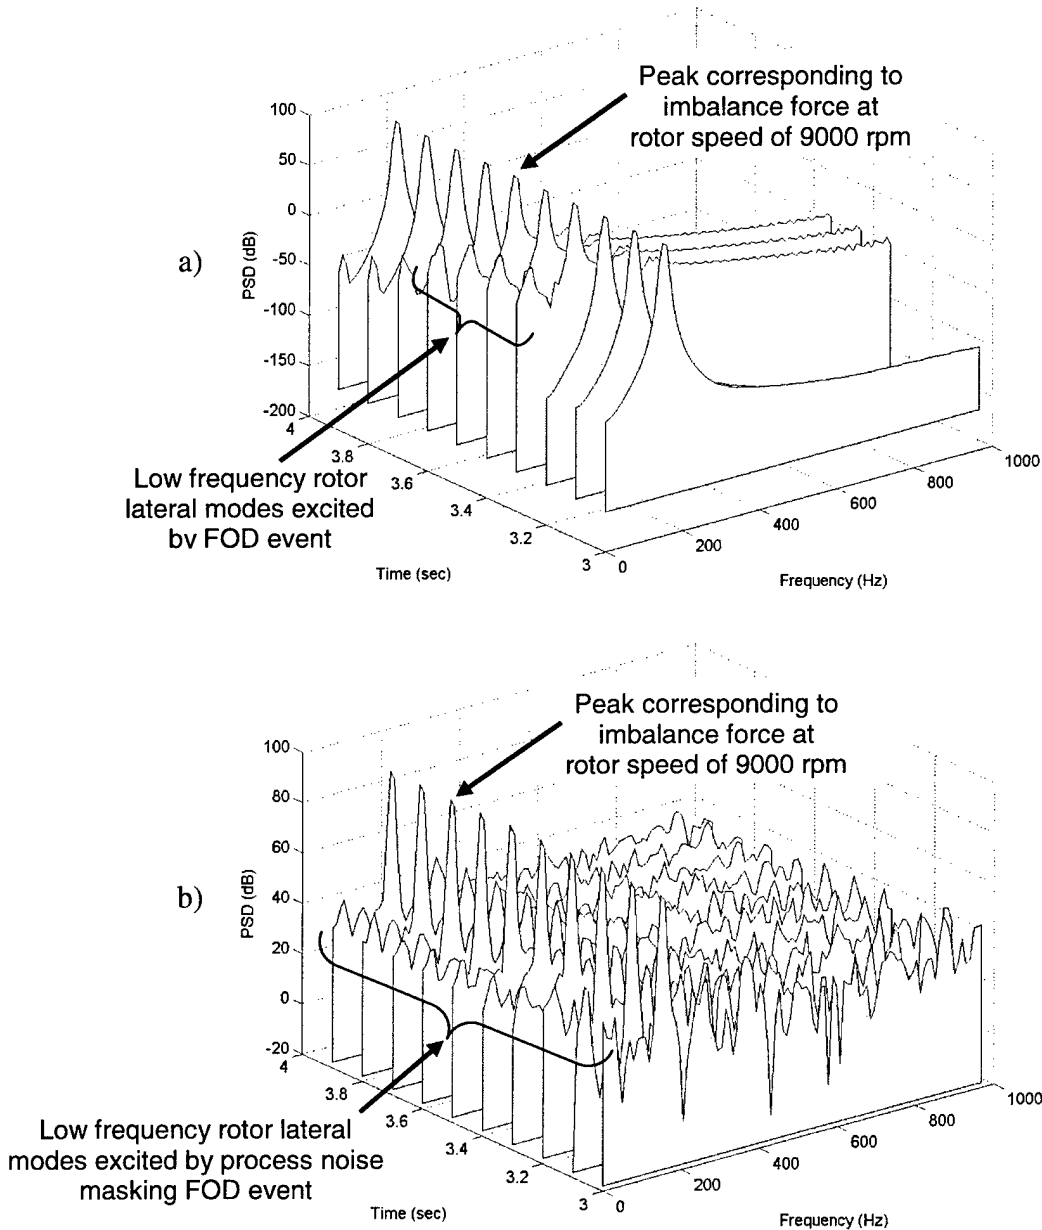 Peak corresponding to
imbalance force at
rotor speed of 9000 rpm
a)
PSD (dB)
100
50
0
-50
-100
-150
-200
4
3.8
3.6
3.4
3.2
3
Time (sec)
0
200
400
600
800
1000
Frequency (Hz)
Low frequency rotor
lateral modes excited
by FOD event
Peak corresponding to
imbalance force at
rotor speed of 9000 rpm
b)
PSD (dB)
100
80
60
40
20
0
-20
4
3.8
3.6
3.4
3.2
3
Time (sec)
0
200
400
600
800
1000
Frequency (Hz)
Low frequency rotor lateral
modes excited by process noise
masking FOD event